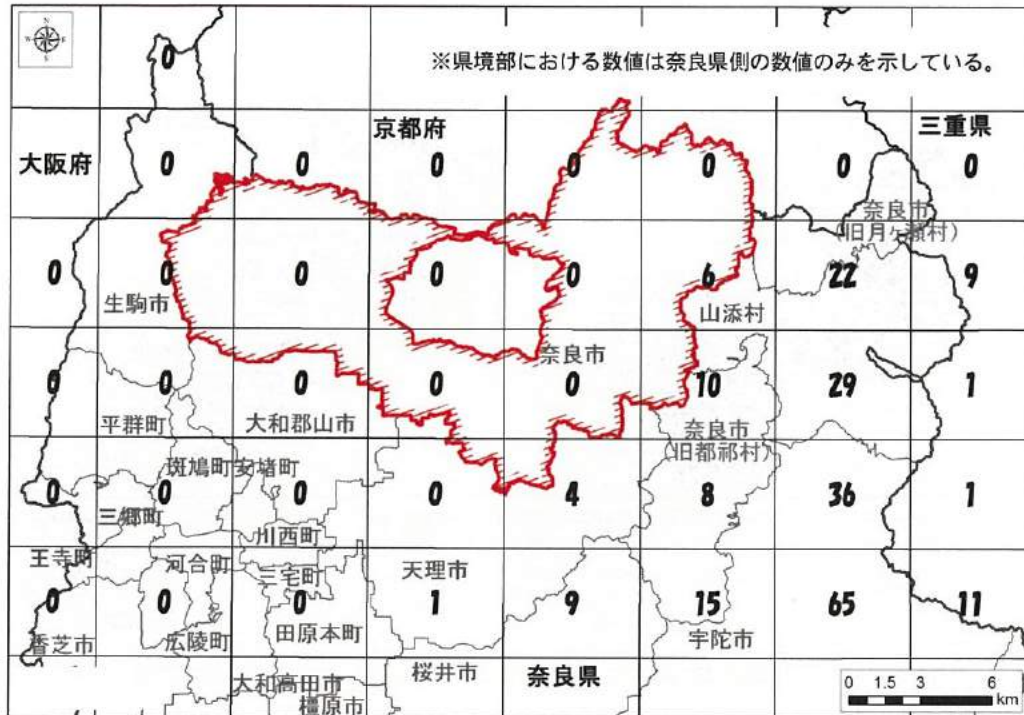 N
W E
S
0
※県境部における数値は奈良県側の数値のみを示している。
大阪府
京都府
三重県
0 0 0 0 0 0 0
奈良市
(旧月ヶ瀬村)
0 0 0 0 0 6 22 9
生駒市
山添村
奈良市
0 0 0 0 0 10 29 1
平群町
大和郡山市
奈良市
(旧都祁村)
斑鳩町 安堵町
0 0 0 0 4 8 36 1
三郷町
川西町
王寺町
河合町
三宅町
天理市
0 0 0 1 9 15 65 11
香芝市
広陵町
田原本町
宇陀市
桜井市
奈良県
大和高田市
橿原市
0 1.5 3 6
km